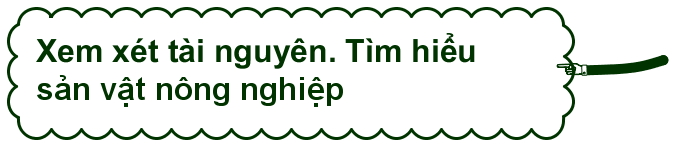 Xem xét tài nguyên. Tìm hiểu
sản vật nông nghiệp